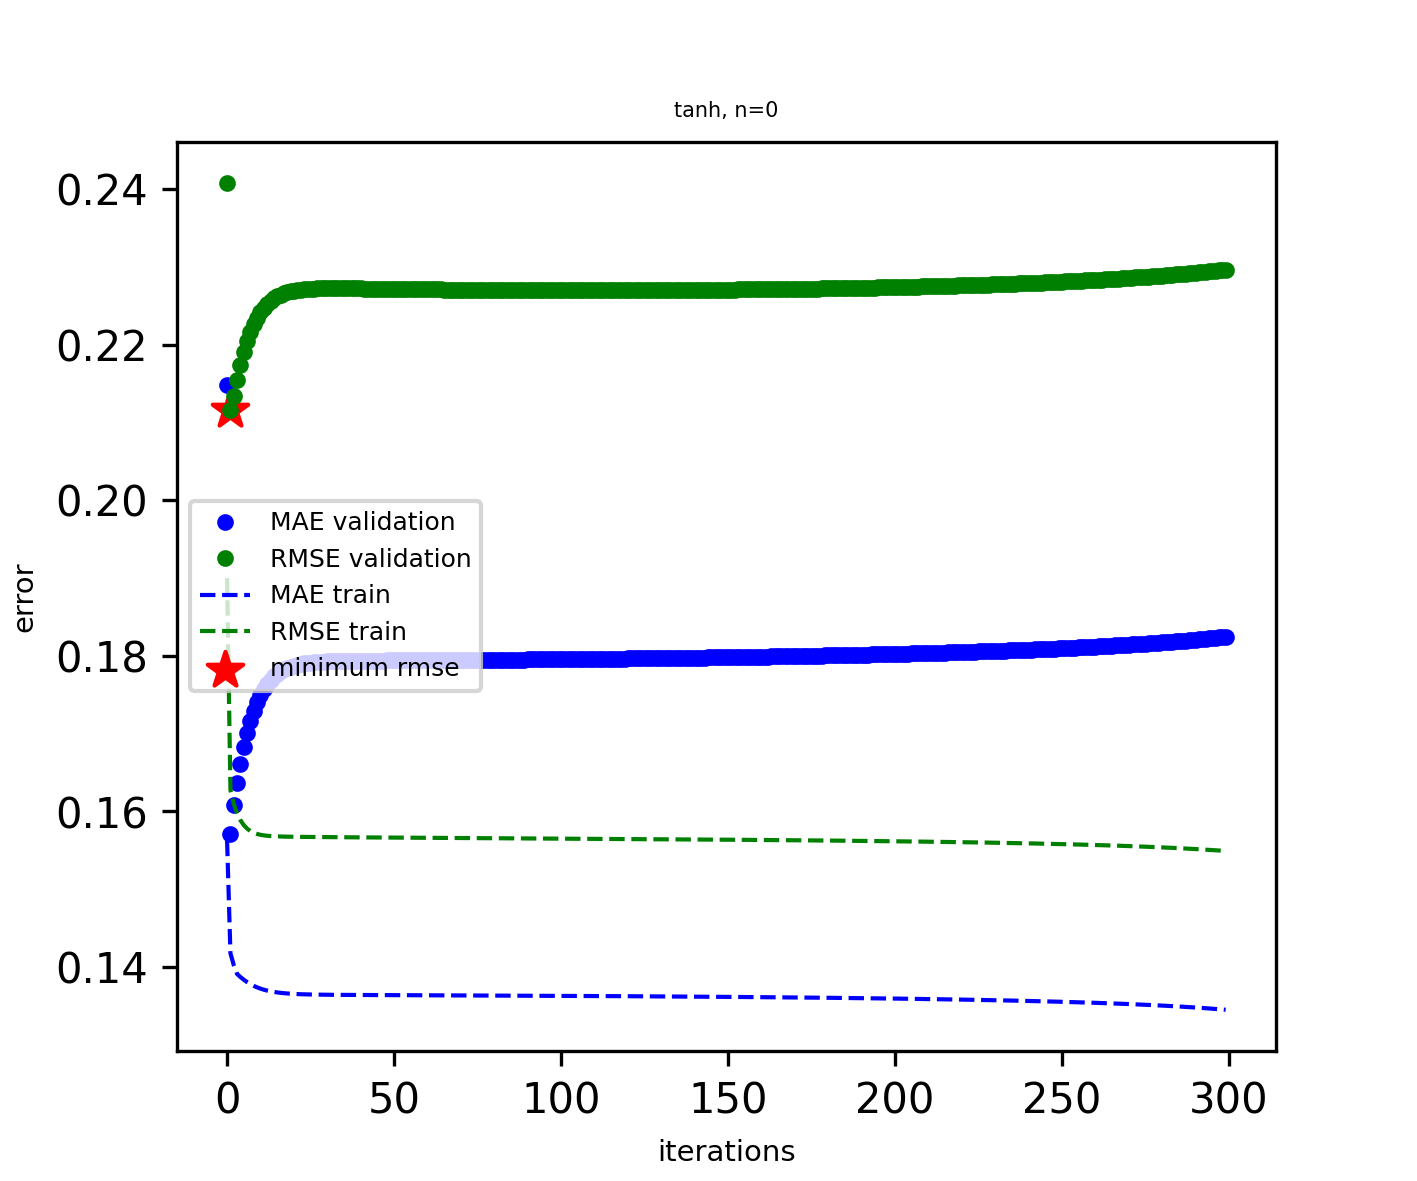 tanh, n=0
0.24
0.22
0.20
0.18
0.16
0.14
error
MAE validation
RMSE validation
MAE train
RMSE train
minimum rmse
0 50 100 150 200 250 300
iterations